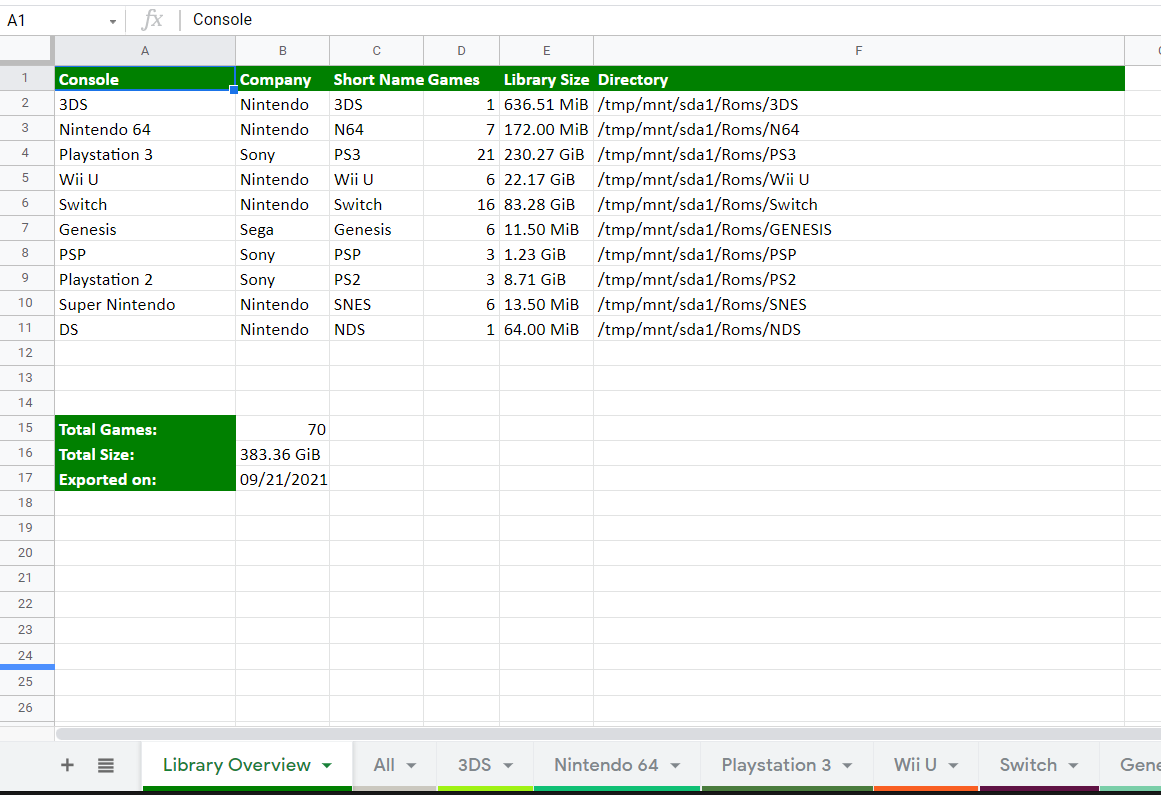 A1 fx Console
A B C D E F
1 Console Company Short Name Games Library Size Directory
2 3DS Nintendo 3DS 1 636.51 MiB /tmp/mnt/sda1/Roms/3DS
3 Nintendo 64 Nintendo N64 7 172.00 MiB /tmp/mnt/sda1/Roms/N64
4 Playstation 3 Sony PS3 21 230.27 GiB /tmp/mnt/sda1/Roms/PS3
5 Wii U Nintendo Wii U 6 22.17 GiB /tmp/mnt/sda1/Roms/Wii U
6 Switch Nintendo Switch 16 83.28 GiB /tmp/mnt/sda1/Roms/Switch
7 Genesis Sega Genesis 6 11.50 MiB /tmp/mnt/sda1/Roms/GENESIS
8 PSP Sony PSP 3 1.23 GiB /tmp/mnt/sda1/Roms/PSP
9 Playstation 2 Sony PS2 3 8.71 GiB /tmp/mnt/sda1/Roms/PS2
10 Super Nintendo Nintendo SNES 6 13.50 MiB /tmp/mnt/sda1/Roms/SNES
11 DS Nintendo NDS 1 64.00 MiB /tmp/mnt/sda1/Roms/NDS
12
13
14
15 Total Games: 70
16 Total Size: 383.36 GiB
17 Exported on: 09/21/2021
18
19
20
21
22
23
24
25
26
+ Library Overview All 3DS Nintendo 64 Playstation 3 Wii U Switch Gene